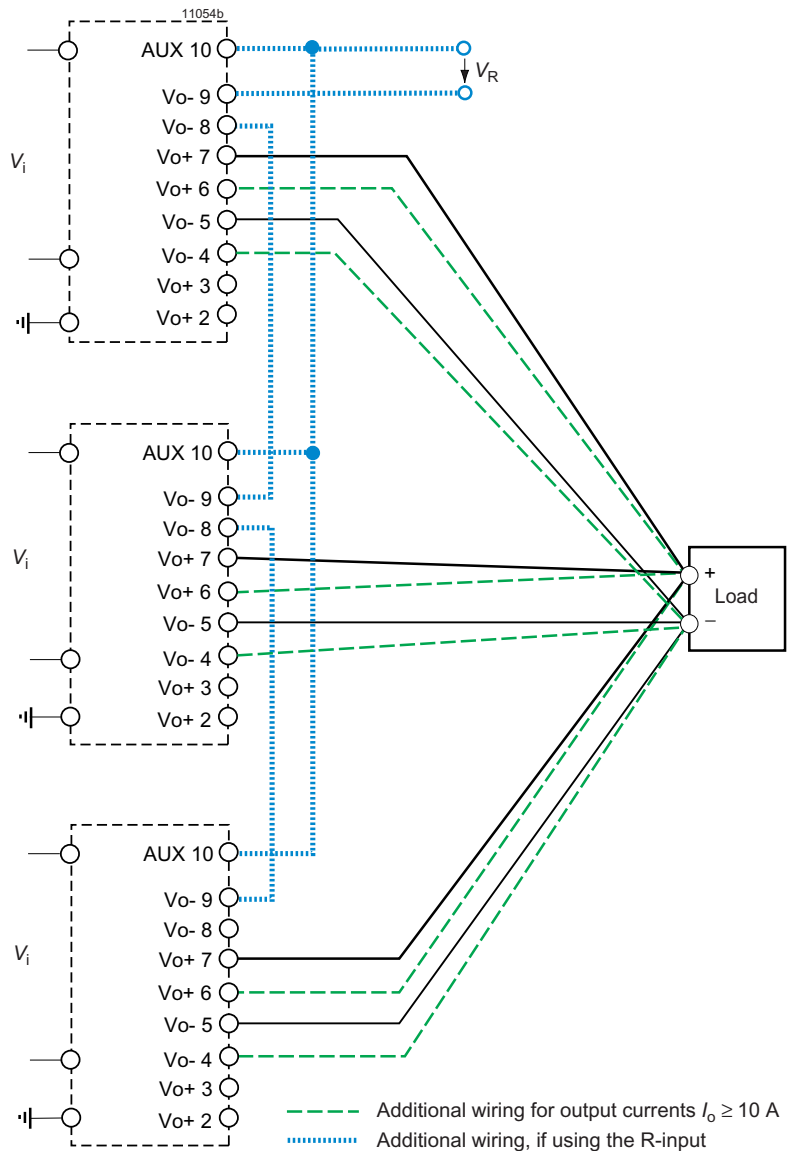 11054b
AUX 10
VR
Vo- 9
Vo- 8
Vo+ 7
Vi
Vo+ 6
Vo- 5
Vo- 4
Vo+ 3
Vo+ 2
AUX 10
Vo- 9
Vo- 8
Vi
Vo+ 7
Vo+ 6
Vo- 5
Vo- 4
Vo+ 3
Vo+ 2
+
Load
–
AUX 10
Vo- 9
Vo- 8
Vi
Vo+ 7
Vo+ 6
Vo- 5
Vo- 4
Vo+ 3
Vo+ 2
Additional wiring for output currents Io ≥ 10 A
Additional wiring, if using the R-input